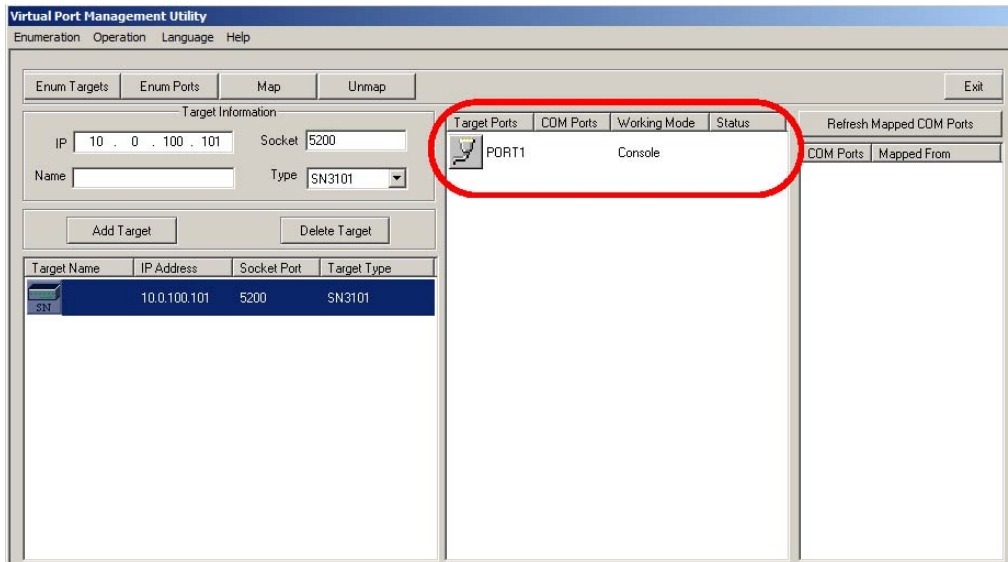 Virtual Port Management Utility
Enumeration Operation Language Help
Enum Targets Enum Ports Map Unmap Exit
Target Information
IP 10 . 0 . 100 . 101 Socket 5200
Name Type SN3101
Add Target Delete Target
Target Name IP Address Socket Port Target Type
SN 10.0.100.101 5200 SN3101
Target Ports COM Ports Working Mode Status
PORT1 Console
Refresh Mapped COM Ports
COM Ports Mapped From